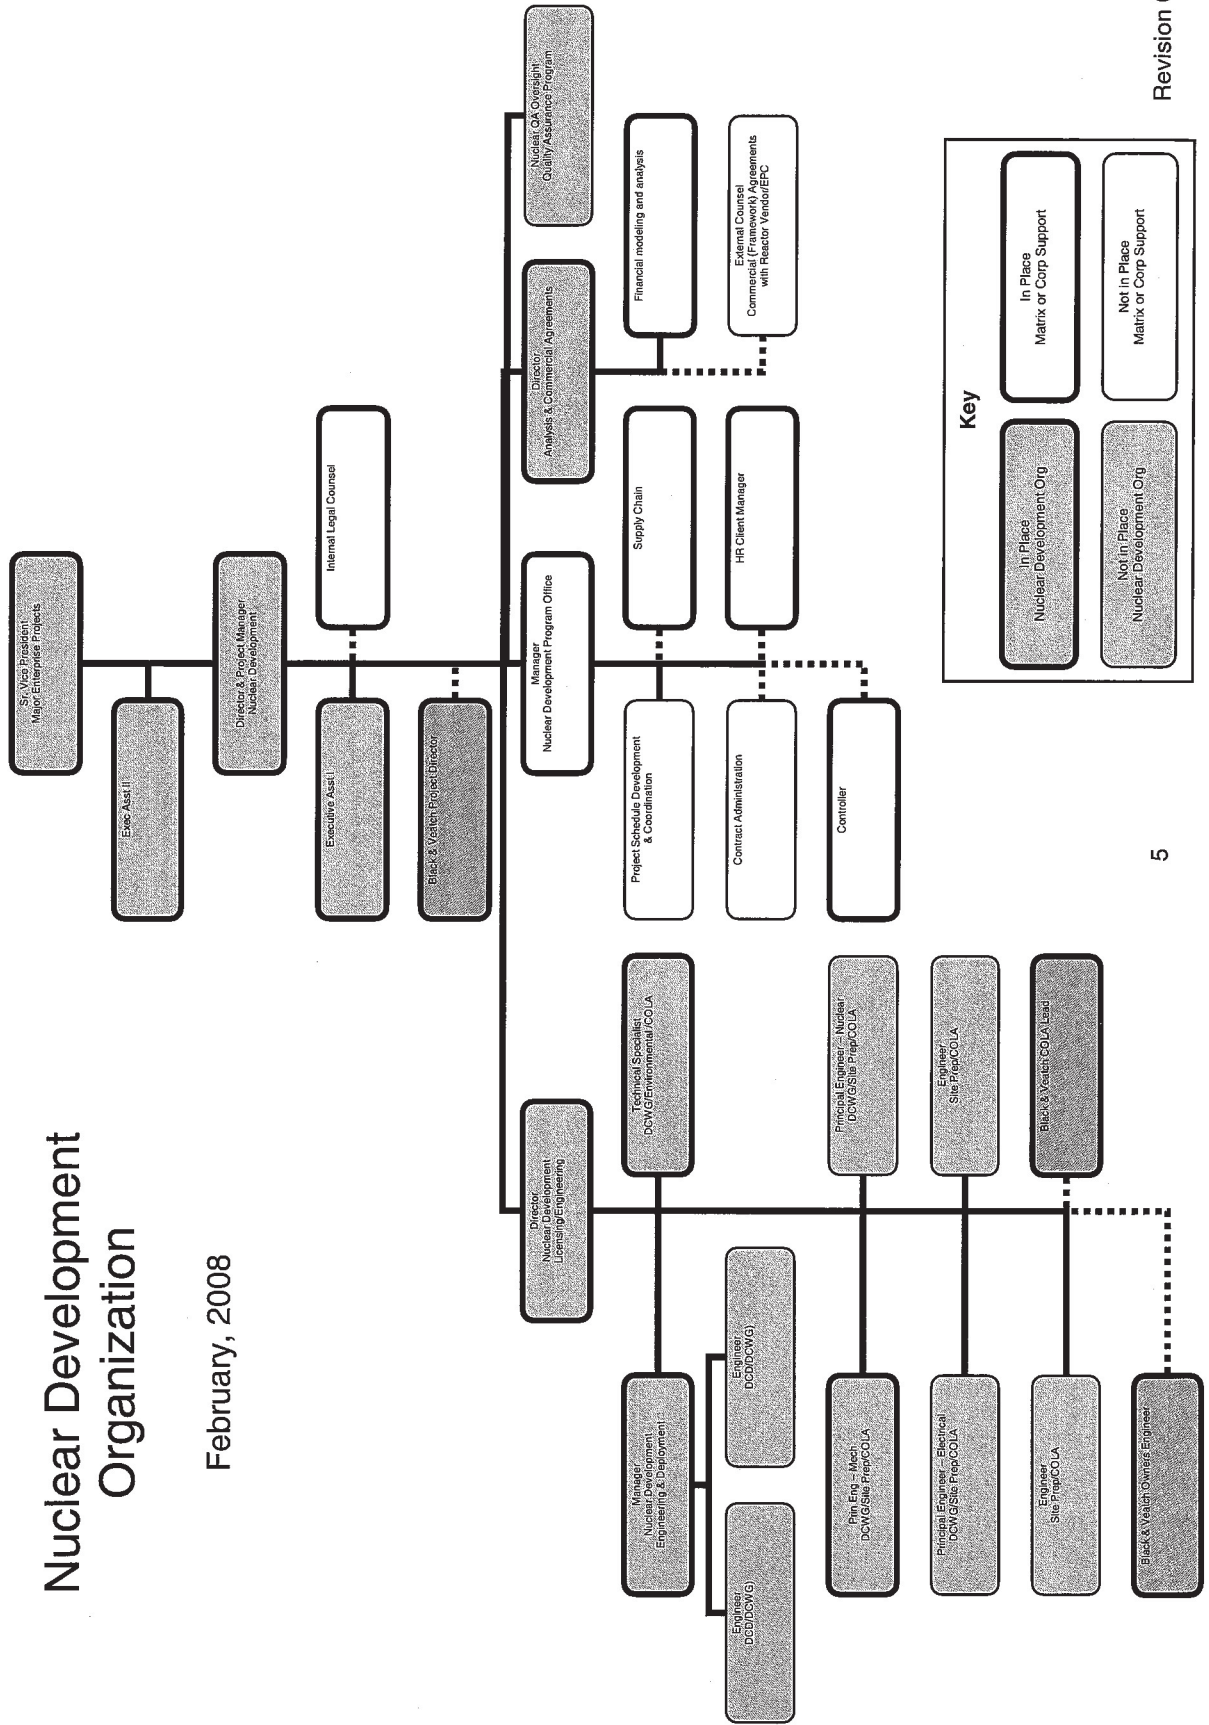 Nuclear Development
Organization
February, 2008
Sr. Vice President
Major Enterprise Projects
Exec Asst II
Director & Project Manager
Nuclear Development
Executive Asst I
Internal Legal Counsel
Black & Veatch Project Director
Director
Nuclear Development
Licensing/Engineering
Manager
Nuclear Development Program Office
Director
Analysis & Commercial Agreements
Nuclear QA Oversight
Quality Assurance Program
Manager
Nuclear Development
Engineering & Deployment
Technical Specialist
DCWG/Environmental /COLA
Project Schedule Development
& Coordination
Supply Chain
Financial modeling and analysis
Engineer
DCD/DCWG)
Engineer
DCD/DCWG)
Contract Administration
HR Client Manager
External Counsel
Commercial (Framework) Agreements
with Reactor Vendor/EPC
Prin Eng – Mech
DCWG/Site Prep/COLA
Principal Engineer – Nuclear
DCWG/Site Prep/COLA
Controller
Principal Engineer – Electrical
DCWG/Site Prep/COLA
Engineer
Site Prep/COLA
Engineer
Site Prep/COLA
Black & Veatch COLA Lead
Black & Veatch Owners Engineer
Key
In Place
Nuclear Development Org
In Place
Matrix or Corp Support
Not in Place
Nuclear Development Org
Not in Place
Matrix or Corp Support
5
Revision